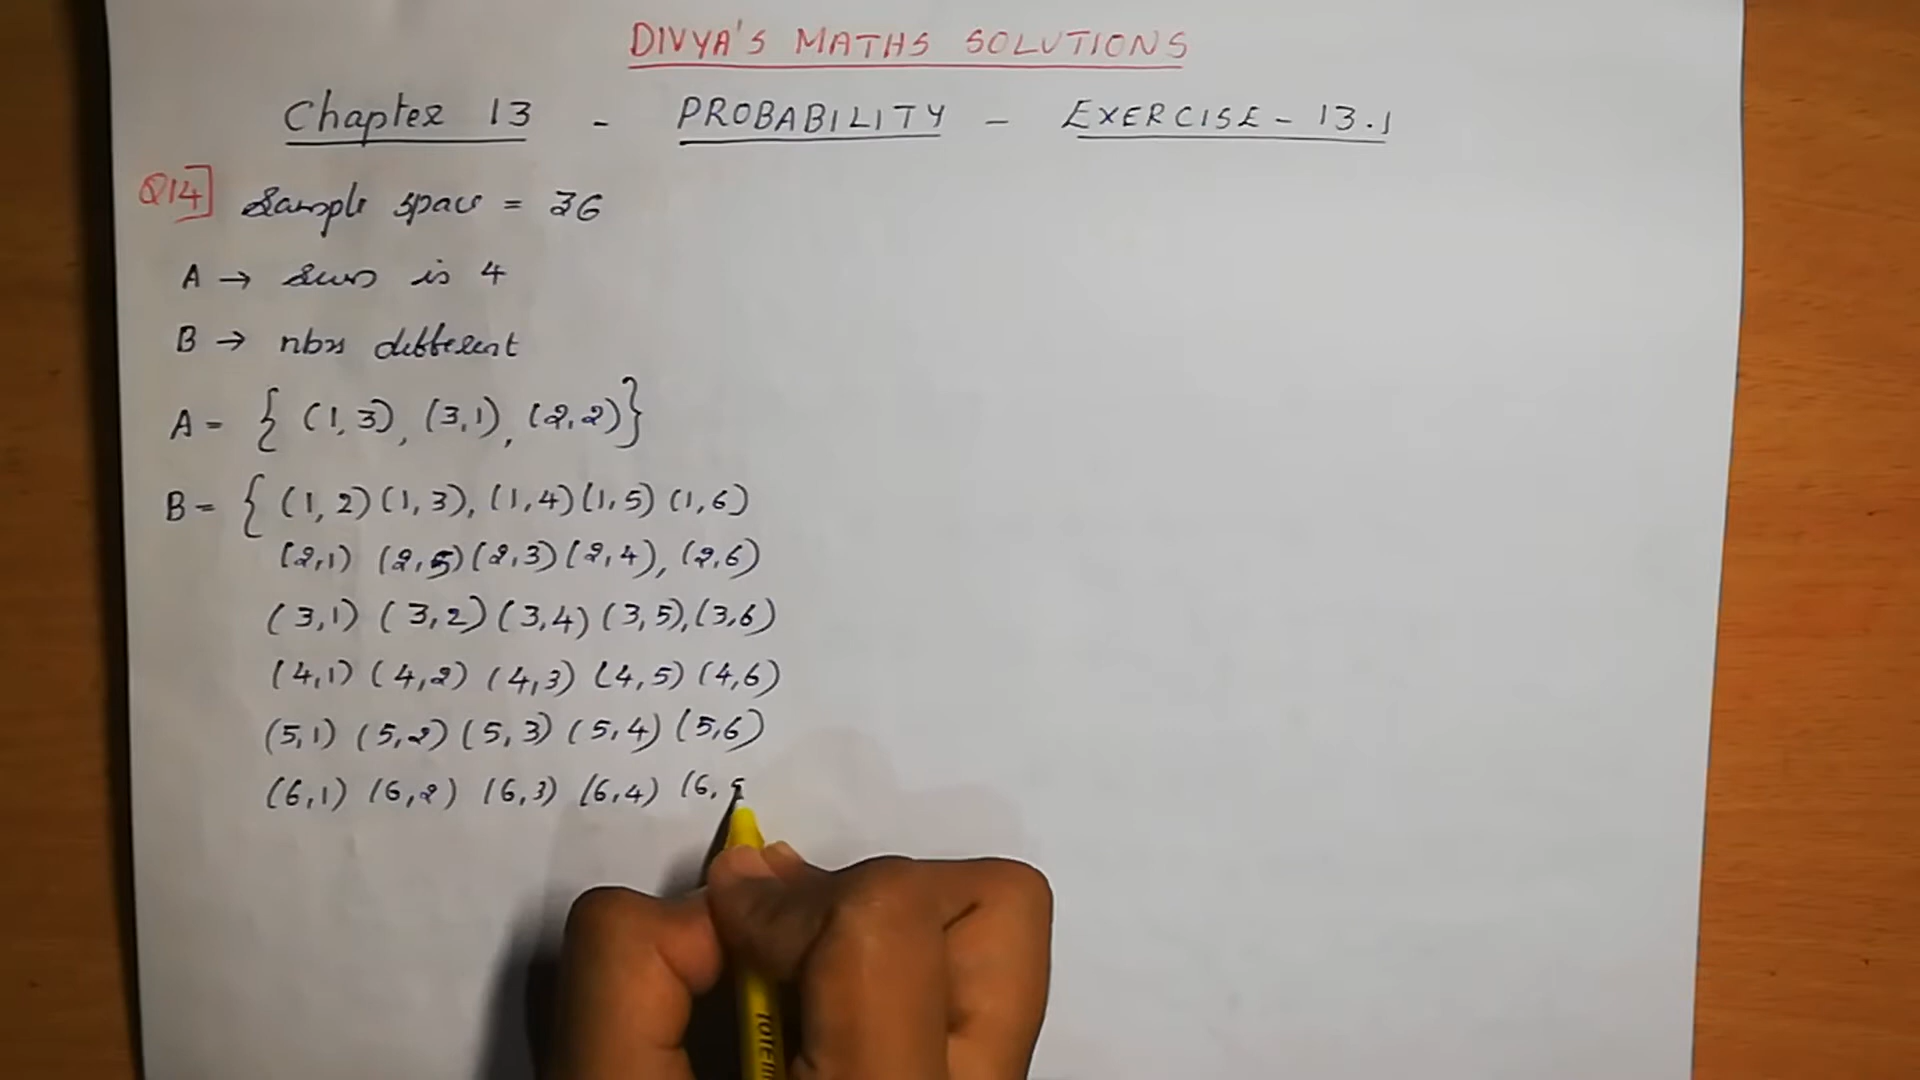 DIVYA'S MATHS SOLUTIONS
Chapter 13 - PROBABILITY - EXERCISE - 13.1
Q14] Sample space = 36
A → sum is 4
B → nbrs different
A = { (1,3), (3,1), (2,2)}
B = { (1,2) (1,3), (1,4) (1,5) (1,6)
(2,1) (2,5) (2,3) (2,4), (2,6)
(3,1) (3,2) (3,4) (3,5), (3,6)
(4,1) (4,2) (4,3) (4,5) (4,6)
(5,1) (5,2) (5,3) (5,4) (5,6)
(6,1) (6,2) (6,3) (6,4) (6,